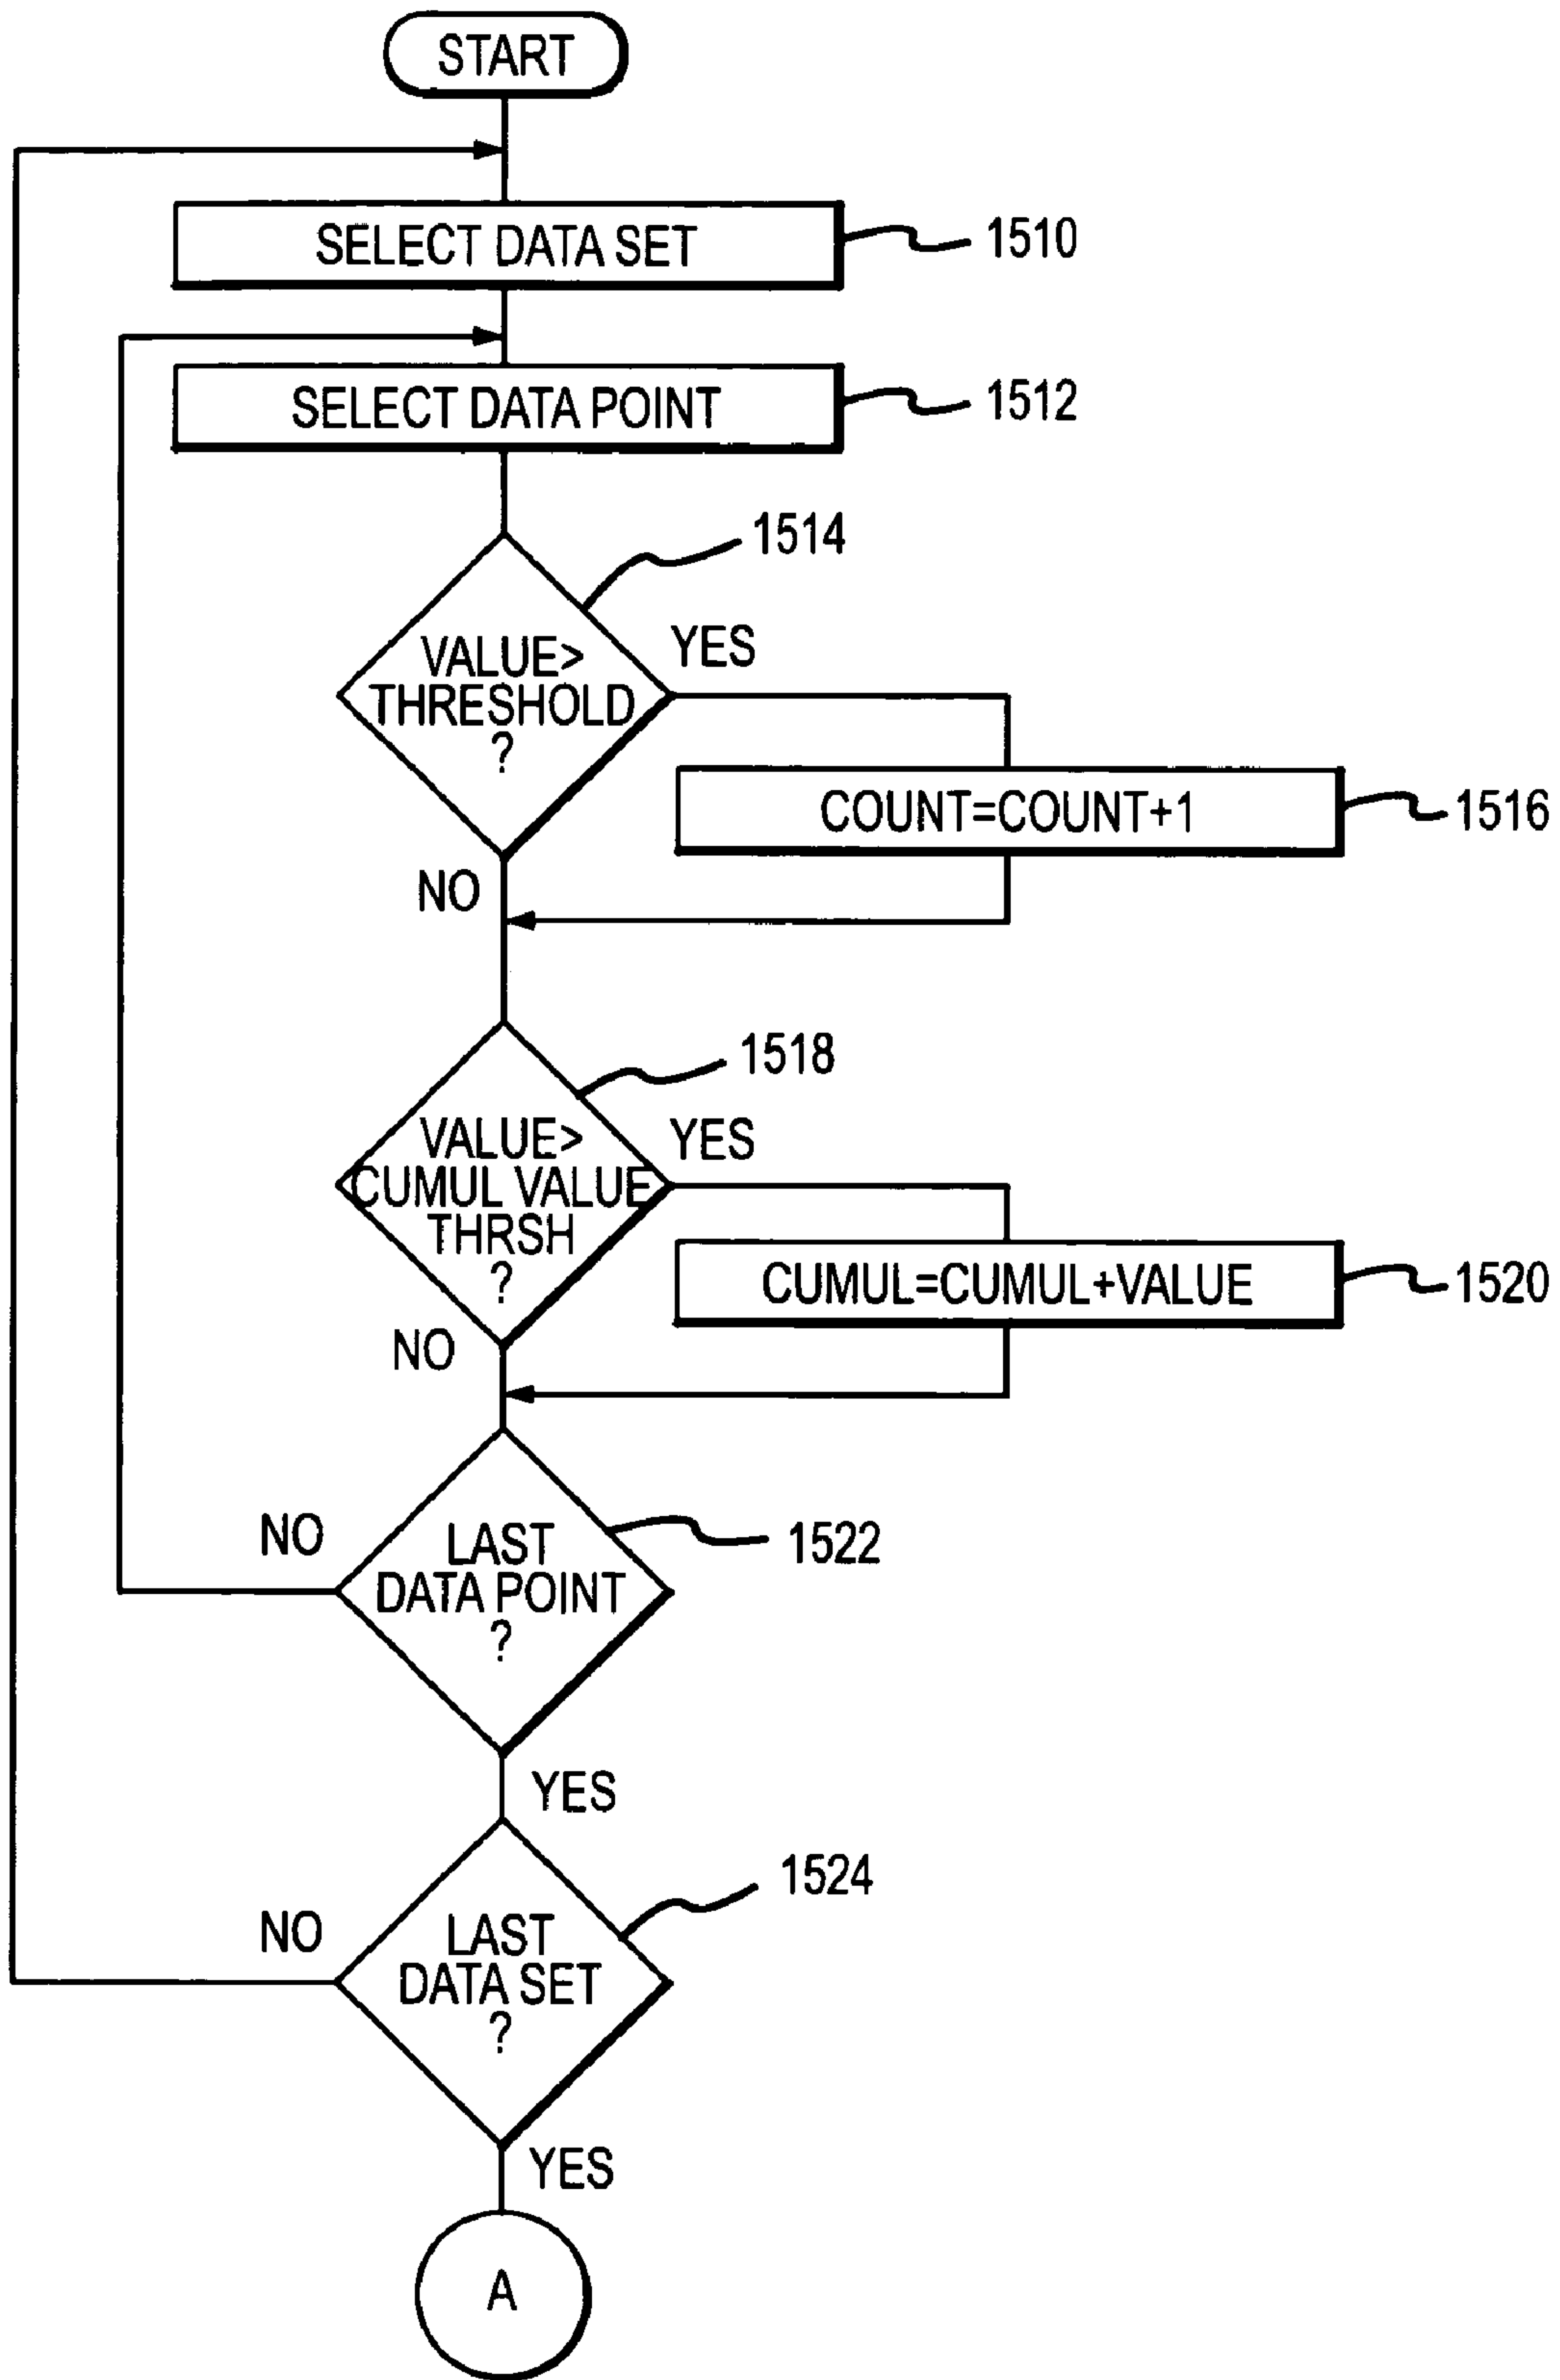 START
SELECT DATA SET
1510
SELECT DATA POINT
1512
1514
VALUE>
THRESHOLD
?
YES
COUNT=COUNT+1
1516
NO
1518
VALUE>
CUMUL VALUE
THRSH
?
YES
CUMUL=CUMUL+VALUE
1520
NO
LAST
DATA POINT
?
1522
NO
YES
1524
LAST
DATA SET
?
NO
YES
A